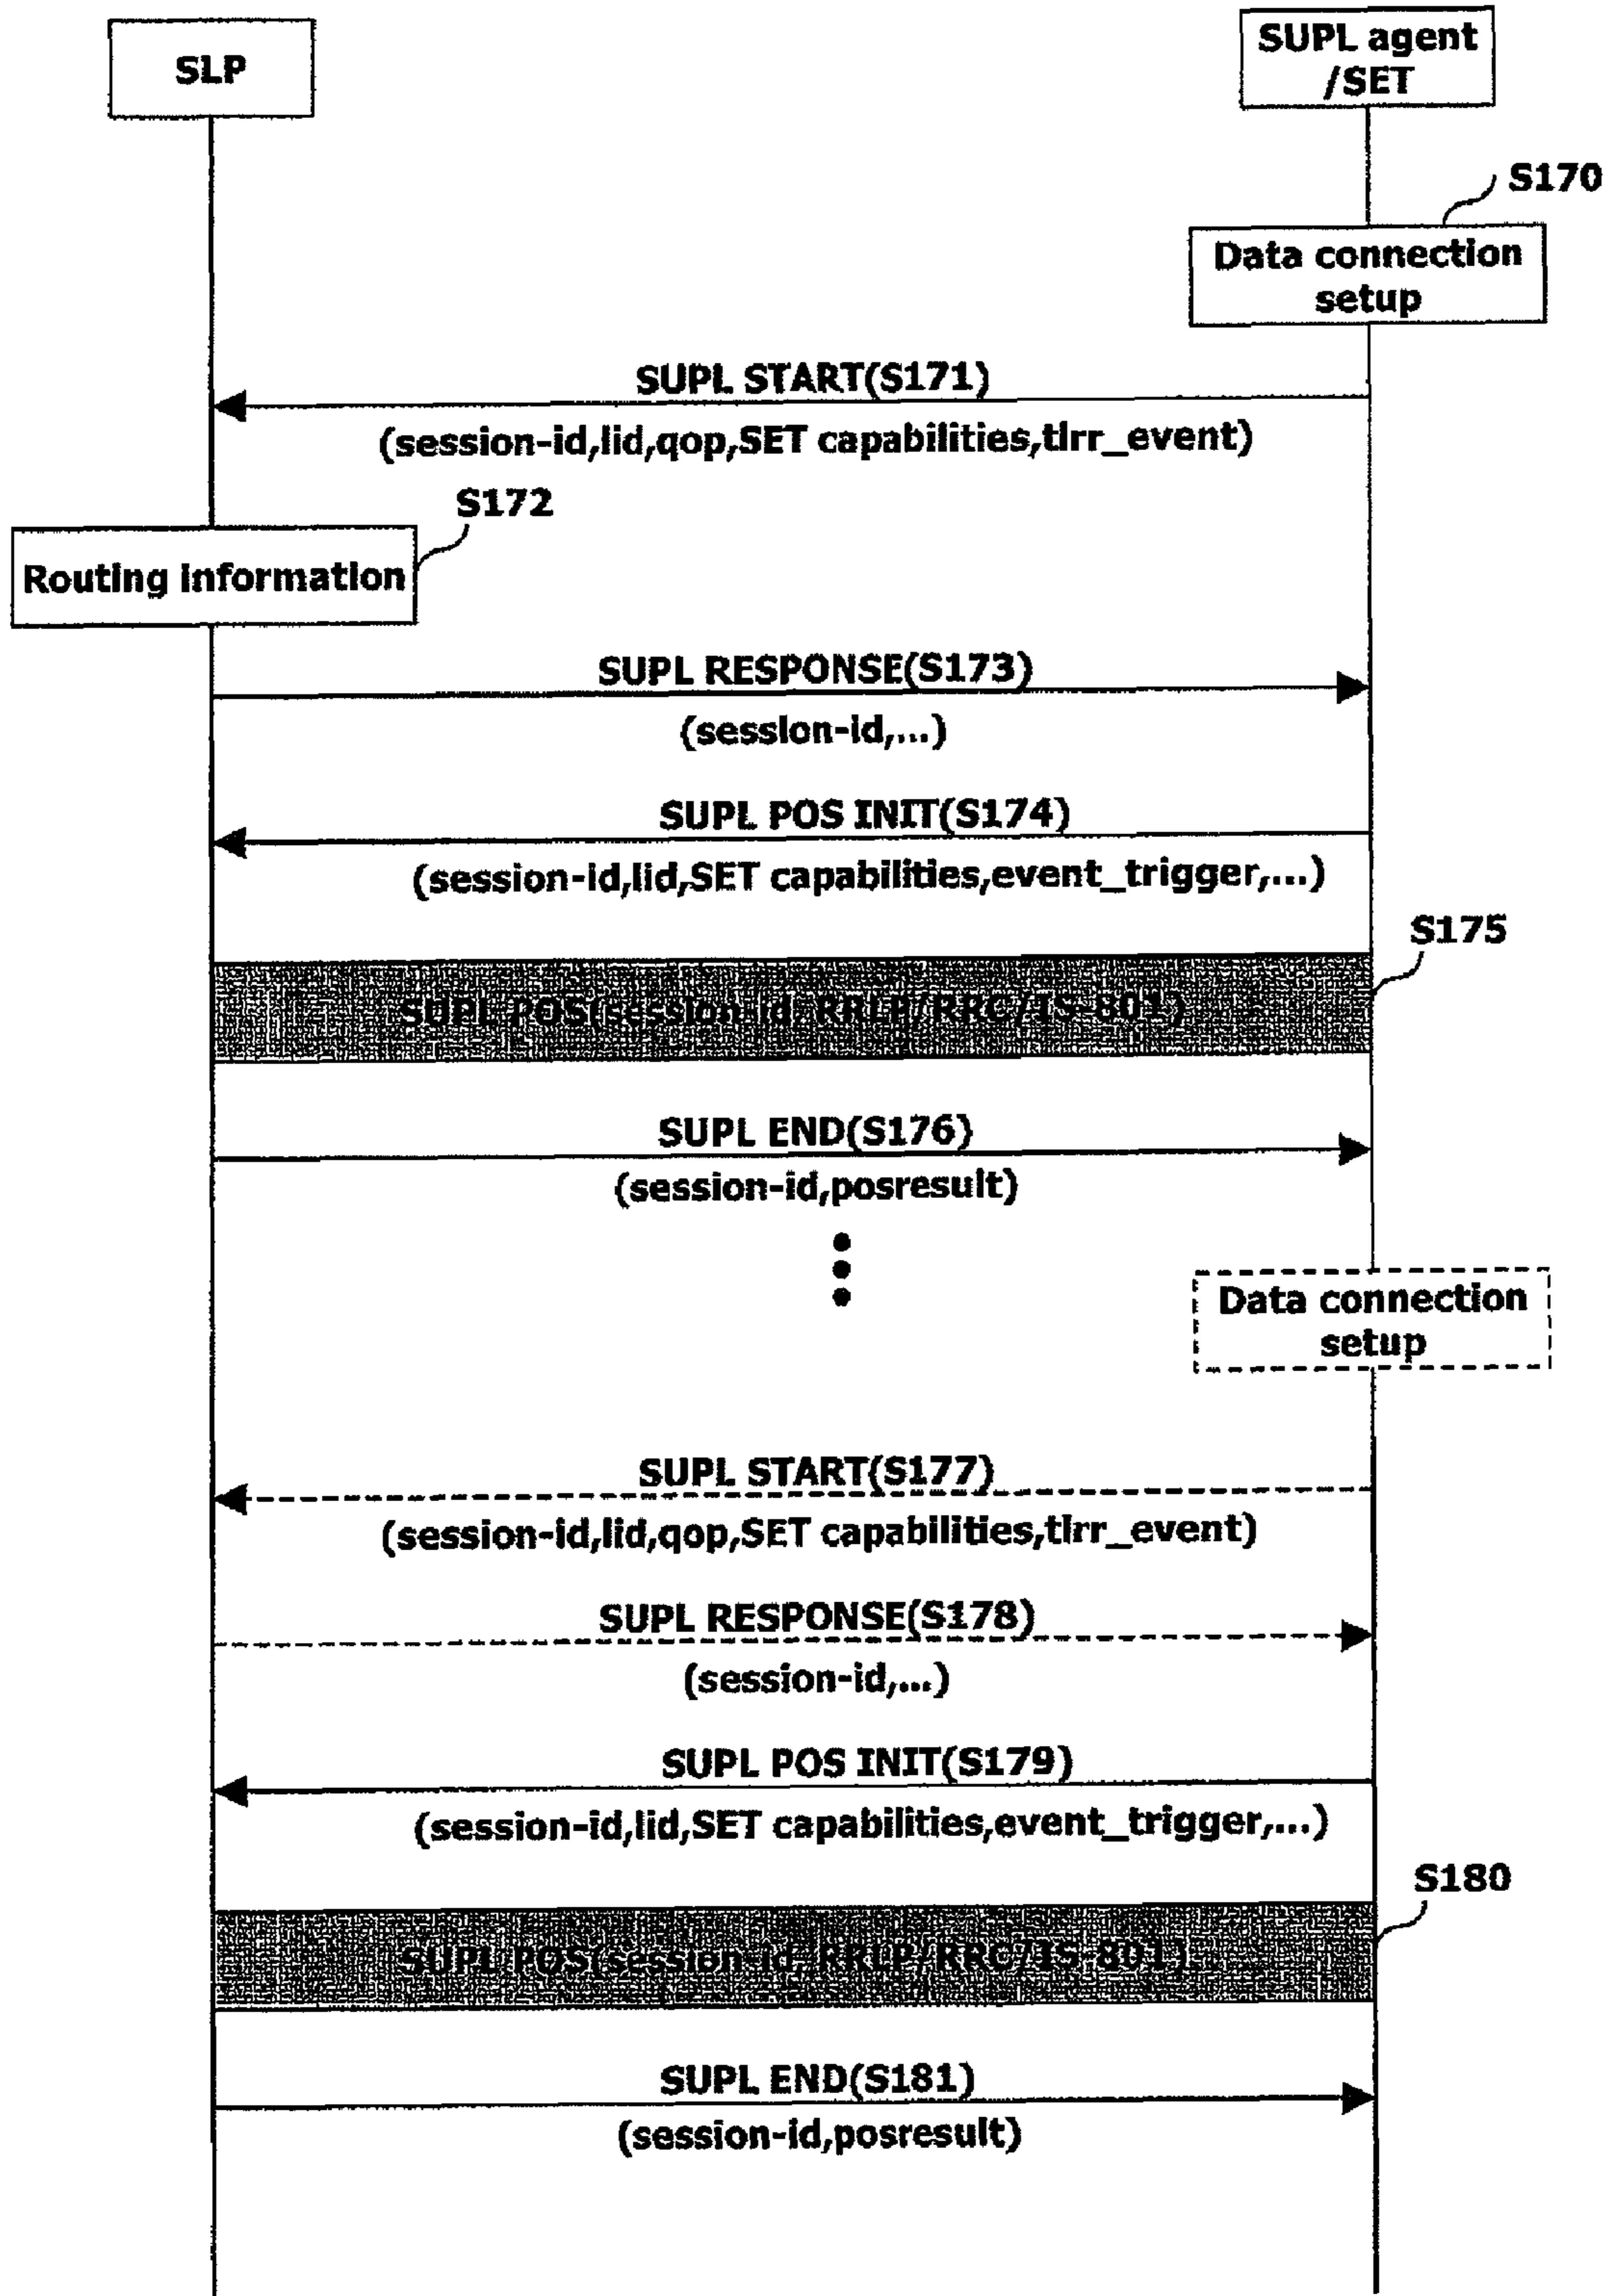 SLP
SUPL agent
/SET
S170
Data connection
setup
SUPL START(S171)
(session-id,lid,qop,SET capabilities,tlrr_event)
S172
Routing information
SUPL RESPONSE(S173)
(session-id,...)
SUPL POS INIT(S174)
(session-id,lid,SET capabilities,event_trigger,...)
S175
SUPL POS(session-id, RRLP/RRC/IS-801)
SUPL END(S176)
(session-id,posresult)
Data connection
setup
SUPL START(S177)
(session-id,lid,qop,SET capabilities,tlrr_event)
SUPL RESPONSE(S178)
(session-id,...)
SUPL POS INIT(S179)
(session-id,lid,SET capabilities,event_trigger,...)
S180
SUPL POS(session-id, RRLP/RRC/IS-801)
SUPL END(S181)
(session-id,posresult)